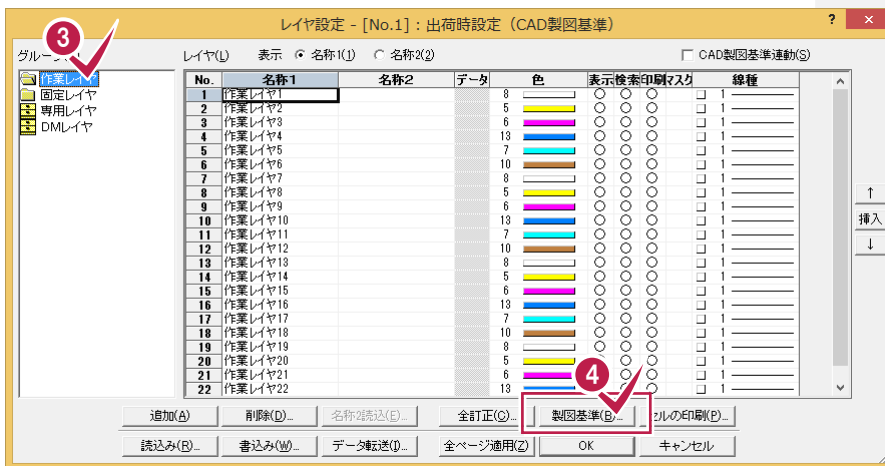 レイヤ設定 - [No.1] : 出荷時設定（CAD製図基準） ? ×
3
レイヤ(L) 表示 名称1(1) 名称2(2) CAD製図基準連動(S)
作業レイヤ
固定レイヤ
専用レイヤ
DMレイヤ
No. 名称1 名称2 データ 色 表示 検索 印刷 マスク 線種
1 作業レイヤ1 8 ○ ○ ○ 1
2 作業レイヤ2 5 ○ ○ ○ 1
3 作業レイヤ3 6 ○ ○ ○ 1
4 作業レイヤ4 13 ○ ○ ○ 1
5 作業レイヤ5 7 ○ ○ ○ 1
6 作業レイヤ6 10 ○ ○ ○ 1
7 作業レイヤ7 8 ○ ○ ○ 1
8 作業レイヤ8 5 ○ ○ ○ 1
9 作業レイヤ9 6 ○ ○ ○ 1
10 作業レイヤ10 13 ○ ○ ○ 1
11 作業レイヤ11 7 ○ ○ ○ 1
12 作業レイヤ12 10 ○ ○ ○ 1
13 作業レイヤ13 8 ○ ○ ○ 1
14 作業レイヤ14 5 ○ ○ ○ 1
15 作業レイヤ15 6 ○ ○ ○ 1
16 作業レイヤ16 13 ○ ○ ○ 1
17 作業レイヤ17 7 ○ ○ ○ 1
18 作業レイヤ18 10 ○ ○ ○ 1
19 作業レイヤ19 8 ○ ○ ○ 1
20 作業レイヤ20 5 ○ ○ ○ 1
21 作業レイヤ21 6 ○ ○ 1
22 作業レイヤ22 13 ○ ○ 1
↑
挿入
↓
4
追加(A) 削除(D)... 名称2読込(E)... 全訂正(C)... 製図基準(B)... セルの印刷(P)...
読込み(R)... 書込み(W)... データ転送(I)... 全ページ適用(Z) OK キャンセル